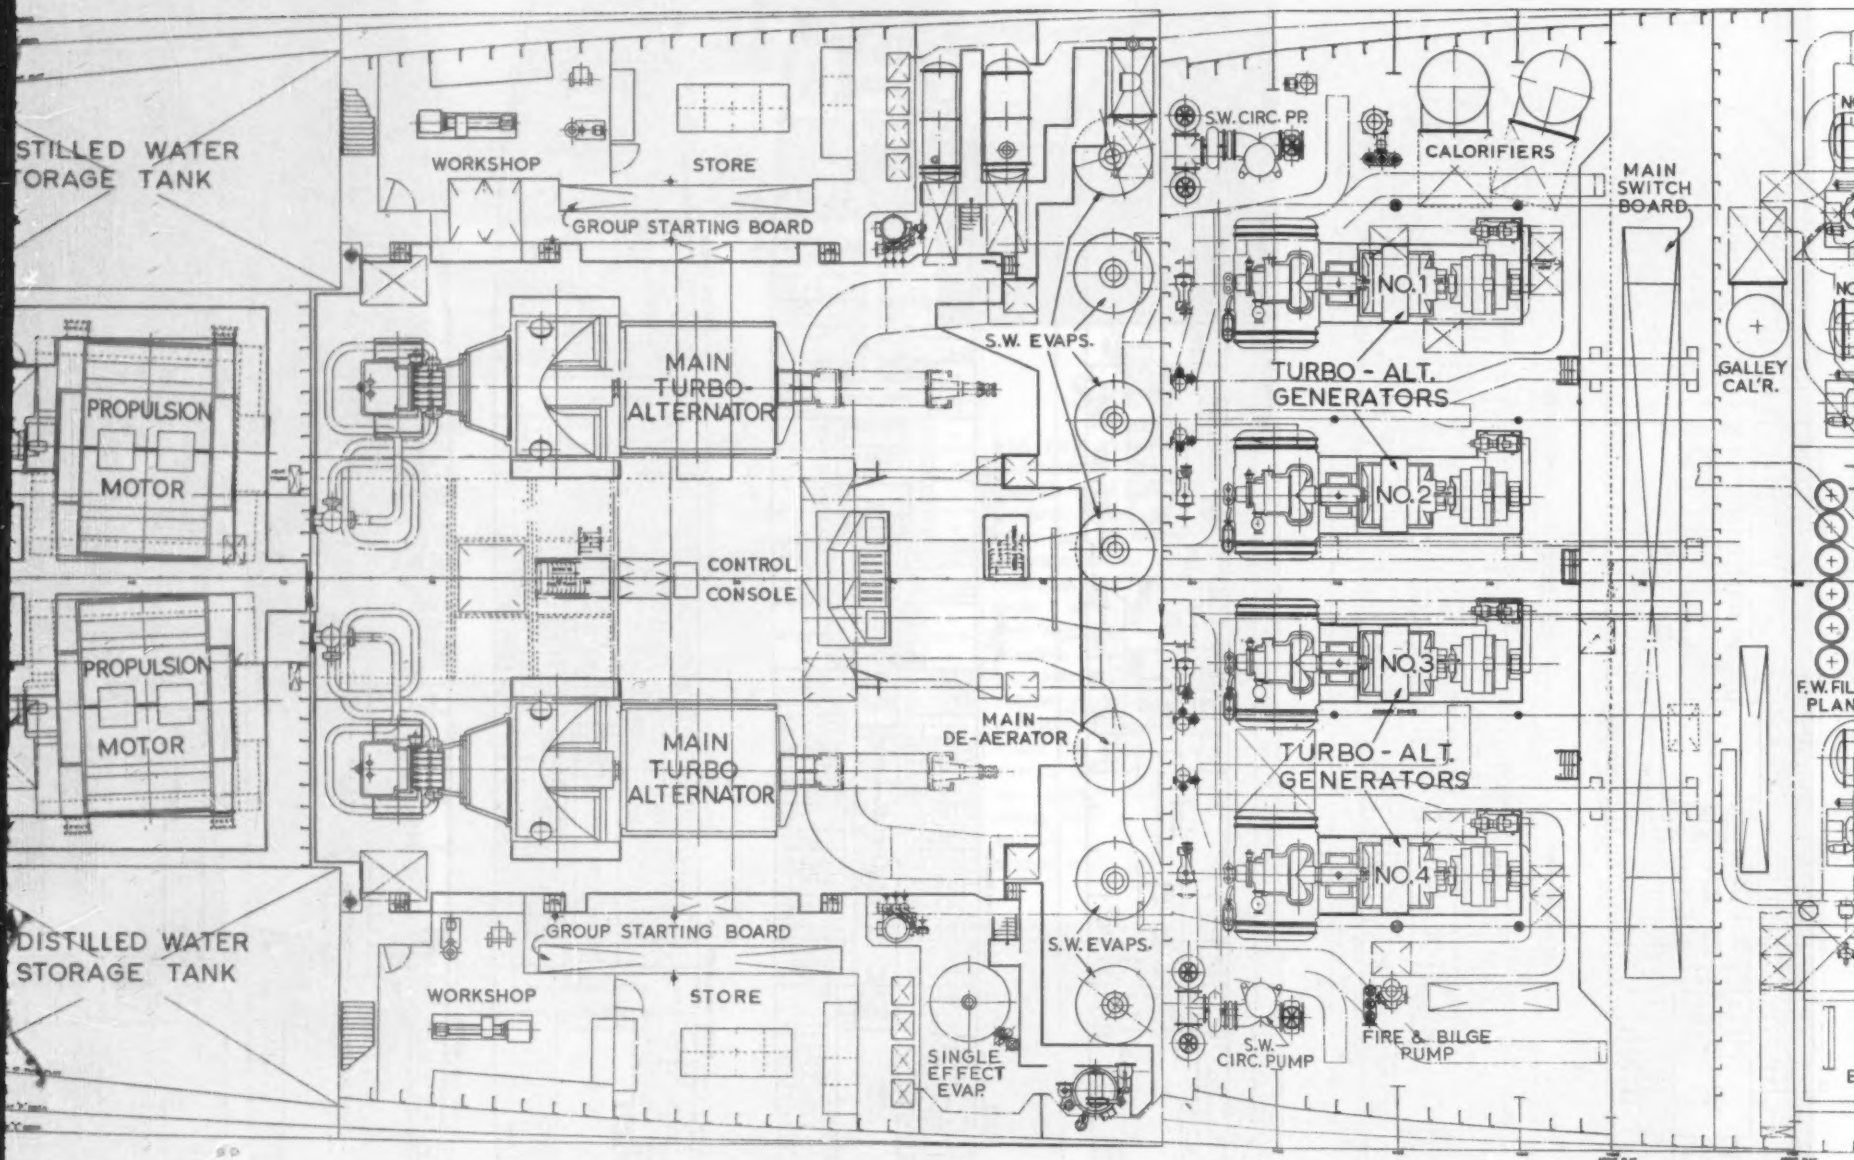 STILLED WATER
TORAGE TANK
WORKSHOP
STORE
GROUP STARTING BOARD
S.W. CIRC. PP.
CALORIFIERS
MAIN
SWITCH
BOARD
NO.1
S.W. EVAPS.
MAIN
TURBO-
ALTERNATOR
TURBO-ALT.
GENERATORS
GALLEY
CAL'R.
PROPULSION
MOTOR
NO.2
CONTROL
CONSOLE
PROPULSION
MOTOR
NO.3
F.W. FIL
PLAN
MAIN
DE-AERATOR
MAIN
TURBO
ALTERNATOR
TURBO-ALT.
GENERATORS
NO.4
DISTILLED WATER
STORAGE TANK
GROUP STARTING BOARD
S.W. EVAPS.
WORKSHOP
STORE
SINGLE
EFFECT
EVAP.
S.W.
CIRC. PUMP
FIRE & BILGE
PUMP